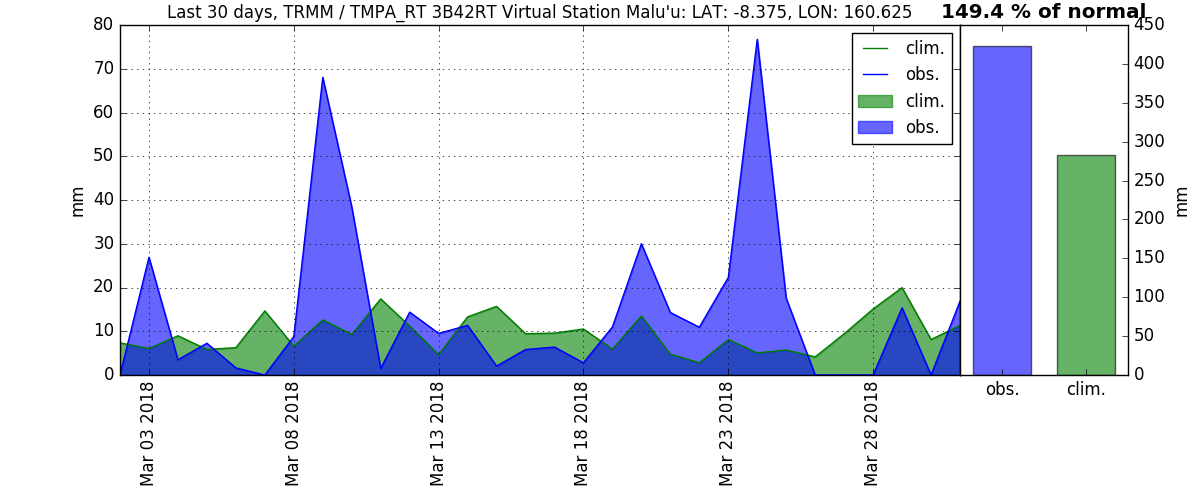 Last 30 days, TRMM / TMPA_RT 3B42RT Virtual Station Malu'u: LAT: -8.375, LON: 160.625
149.4 % of normal
80
70
60
50
40
30
20
10
0
mm
clim.
obs.
clim.
obs.
450
400
350
300
250
200
150
100
50
0
mm
Mar 03 2018
Mar 08 2018
Mar 13 2018
Mar 18 2018
Mar 23 2018
Mar 28 2018
obs.
clim.